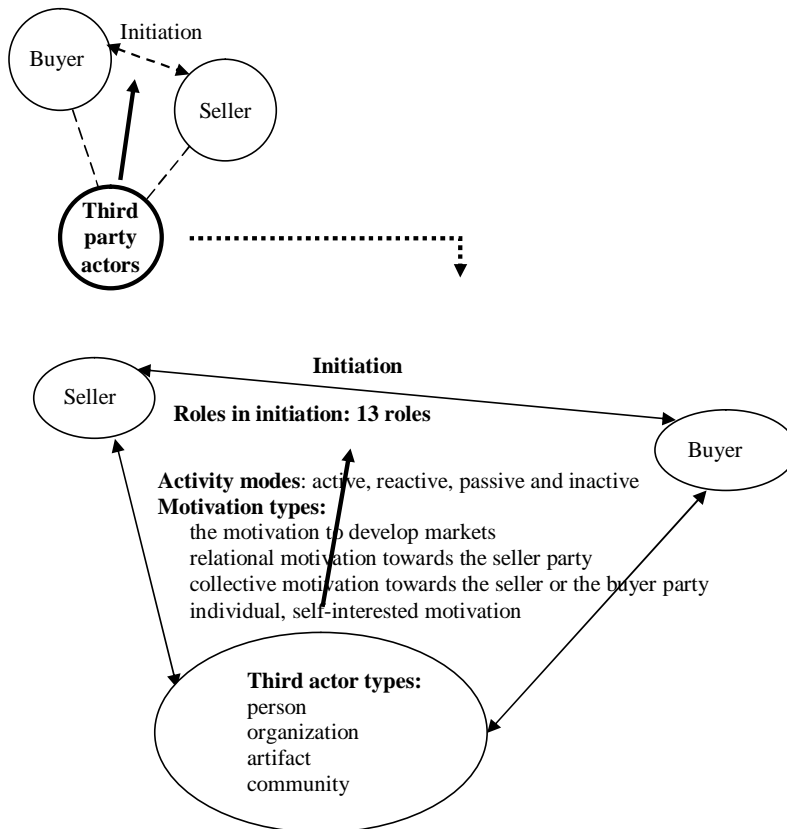 Initiation
Buyer
Seller
Third
party
actors
Initiation
Seller
Roles in initiation: 13 roles
Buyer
Activity modes: active, reactive, passive and inactive
Motivation types:
the motivation to develop markets
relational motivation towards the seller party
collective motivation towards the seller or the buyer party
individual, self-interested motivation
Third actor types:
person
organization
artifact
community